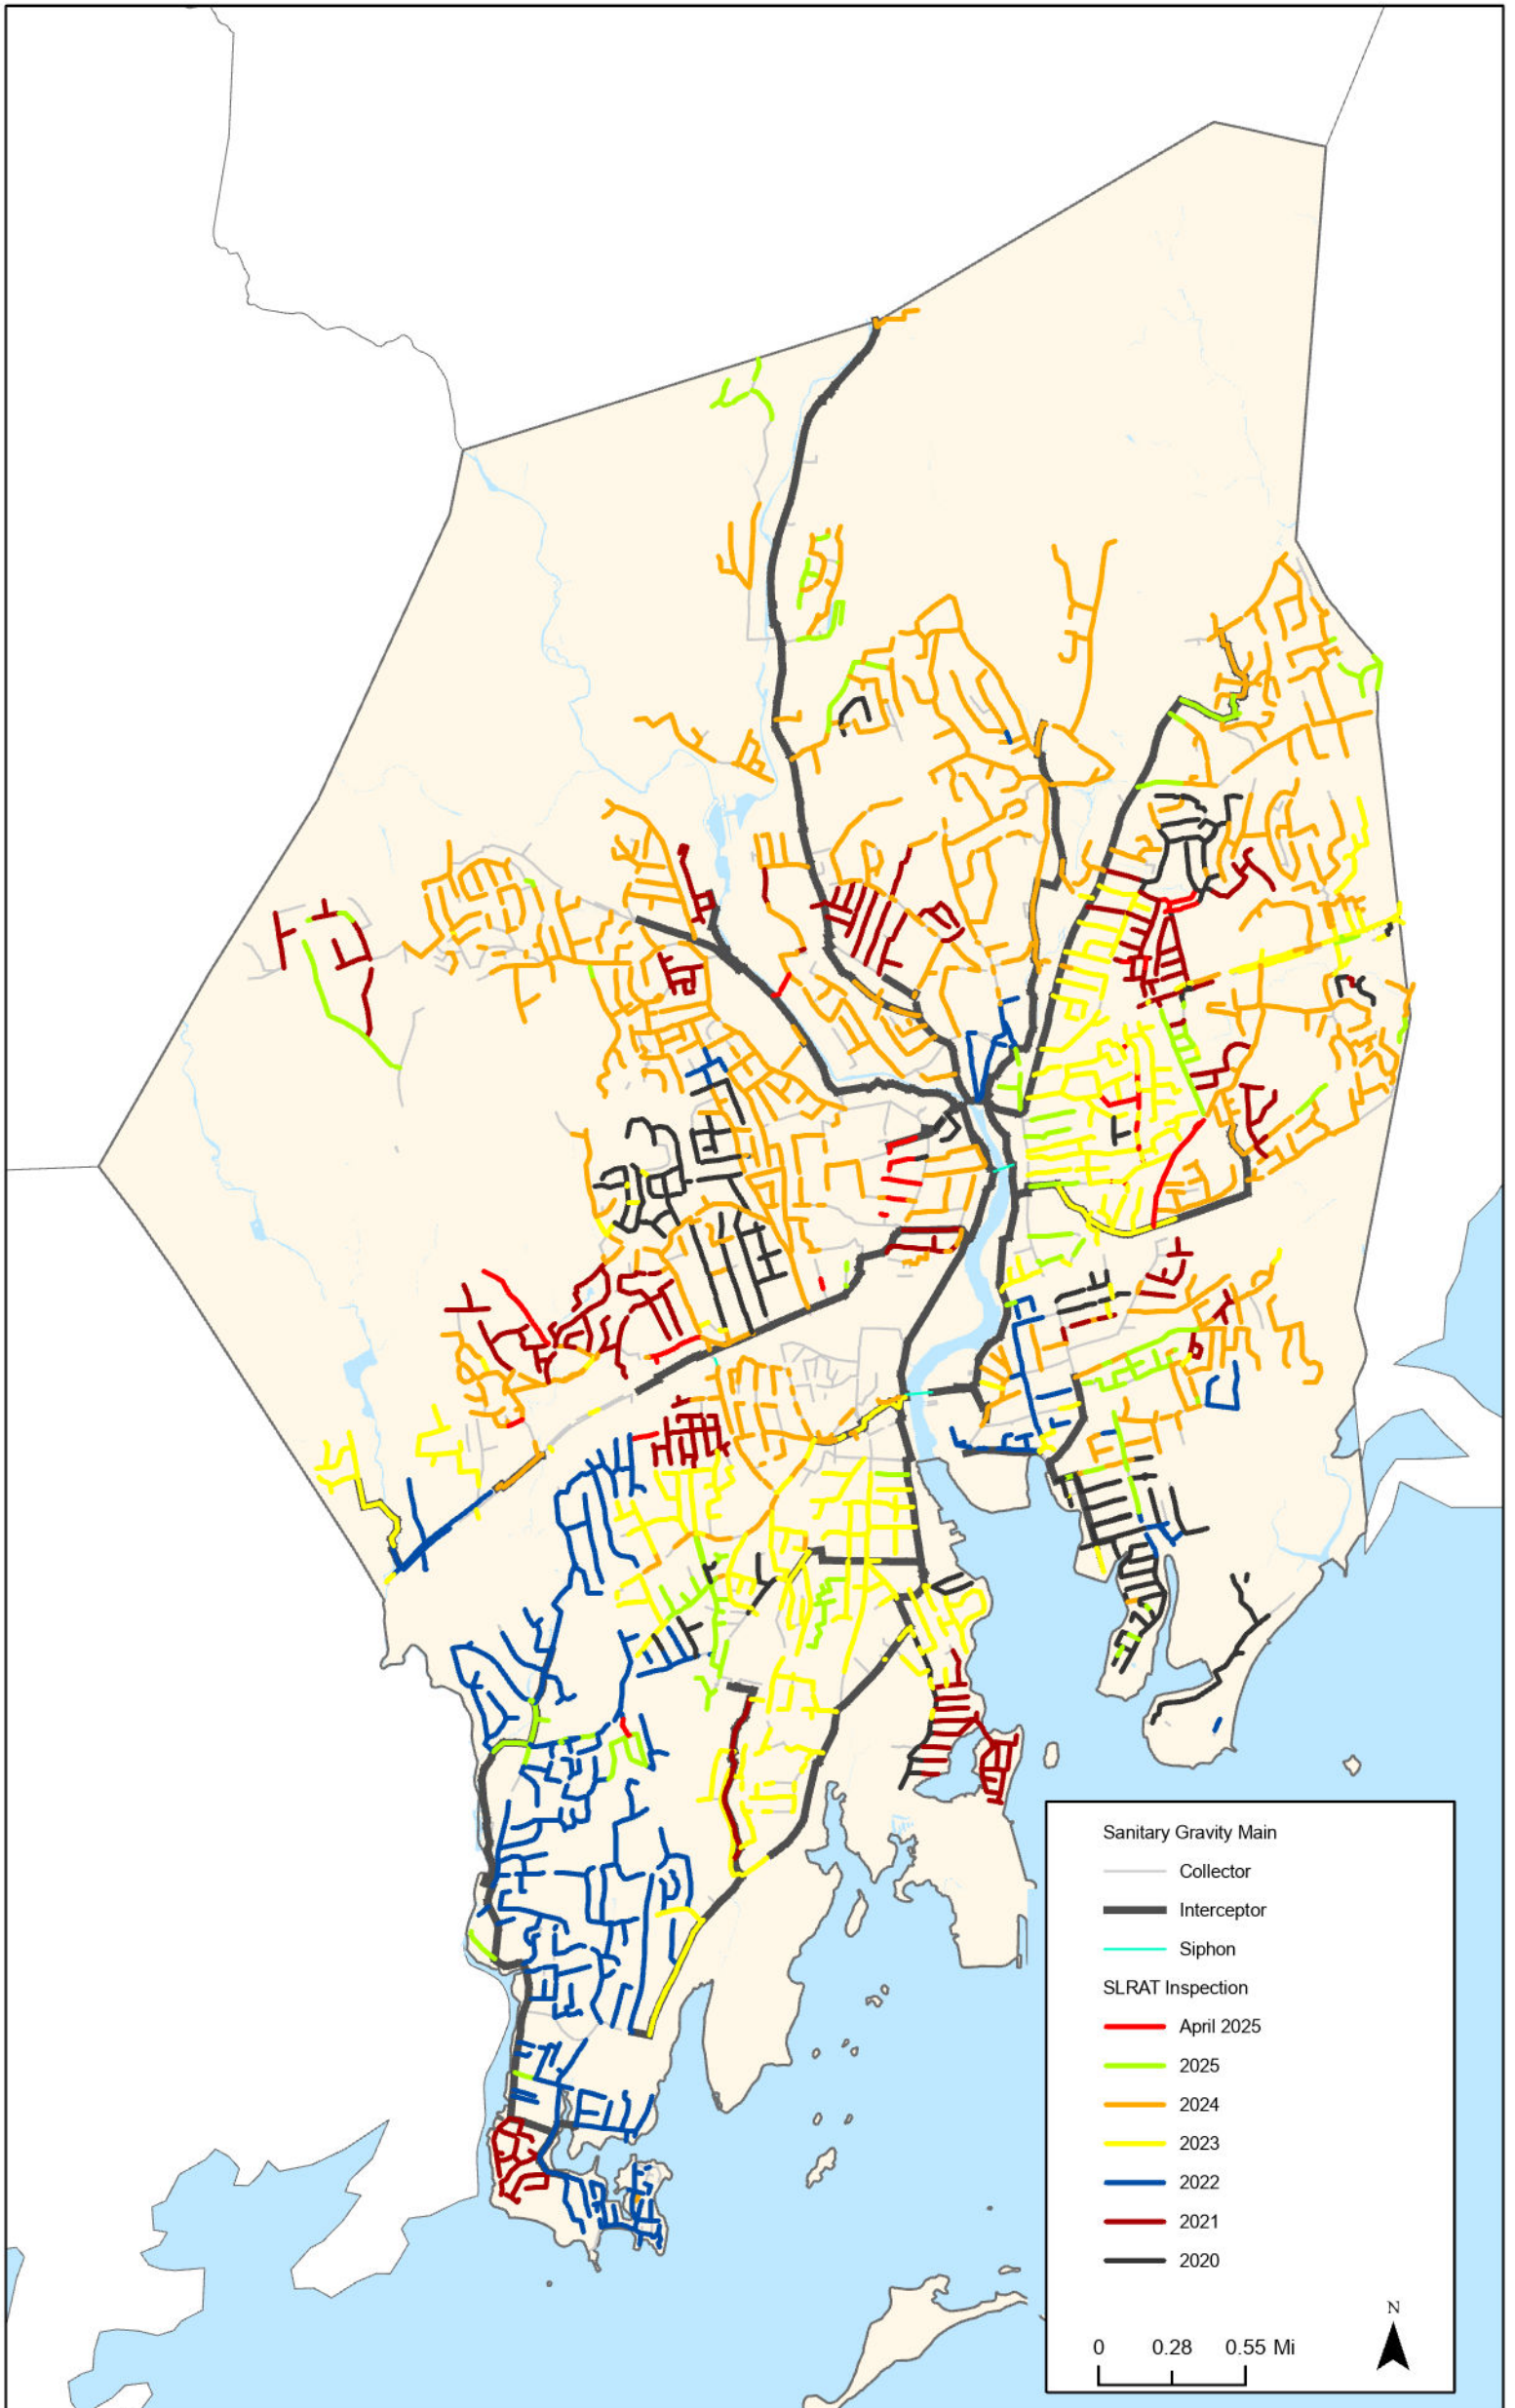 Sanitary Gravity Main
Collector
Interceptor
Siphon
SLRAT Inspection
April 2025
2025
2024
2023
2022
2021
2020
N
0 0.28 0.55 Mi